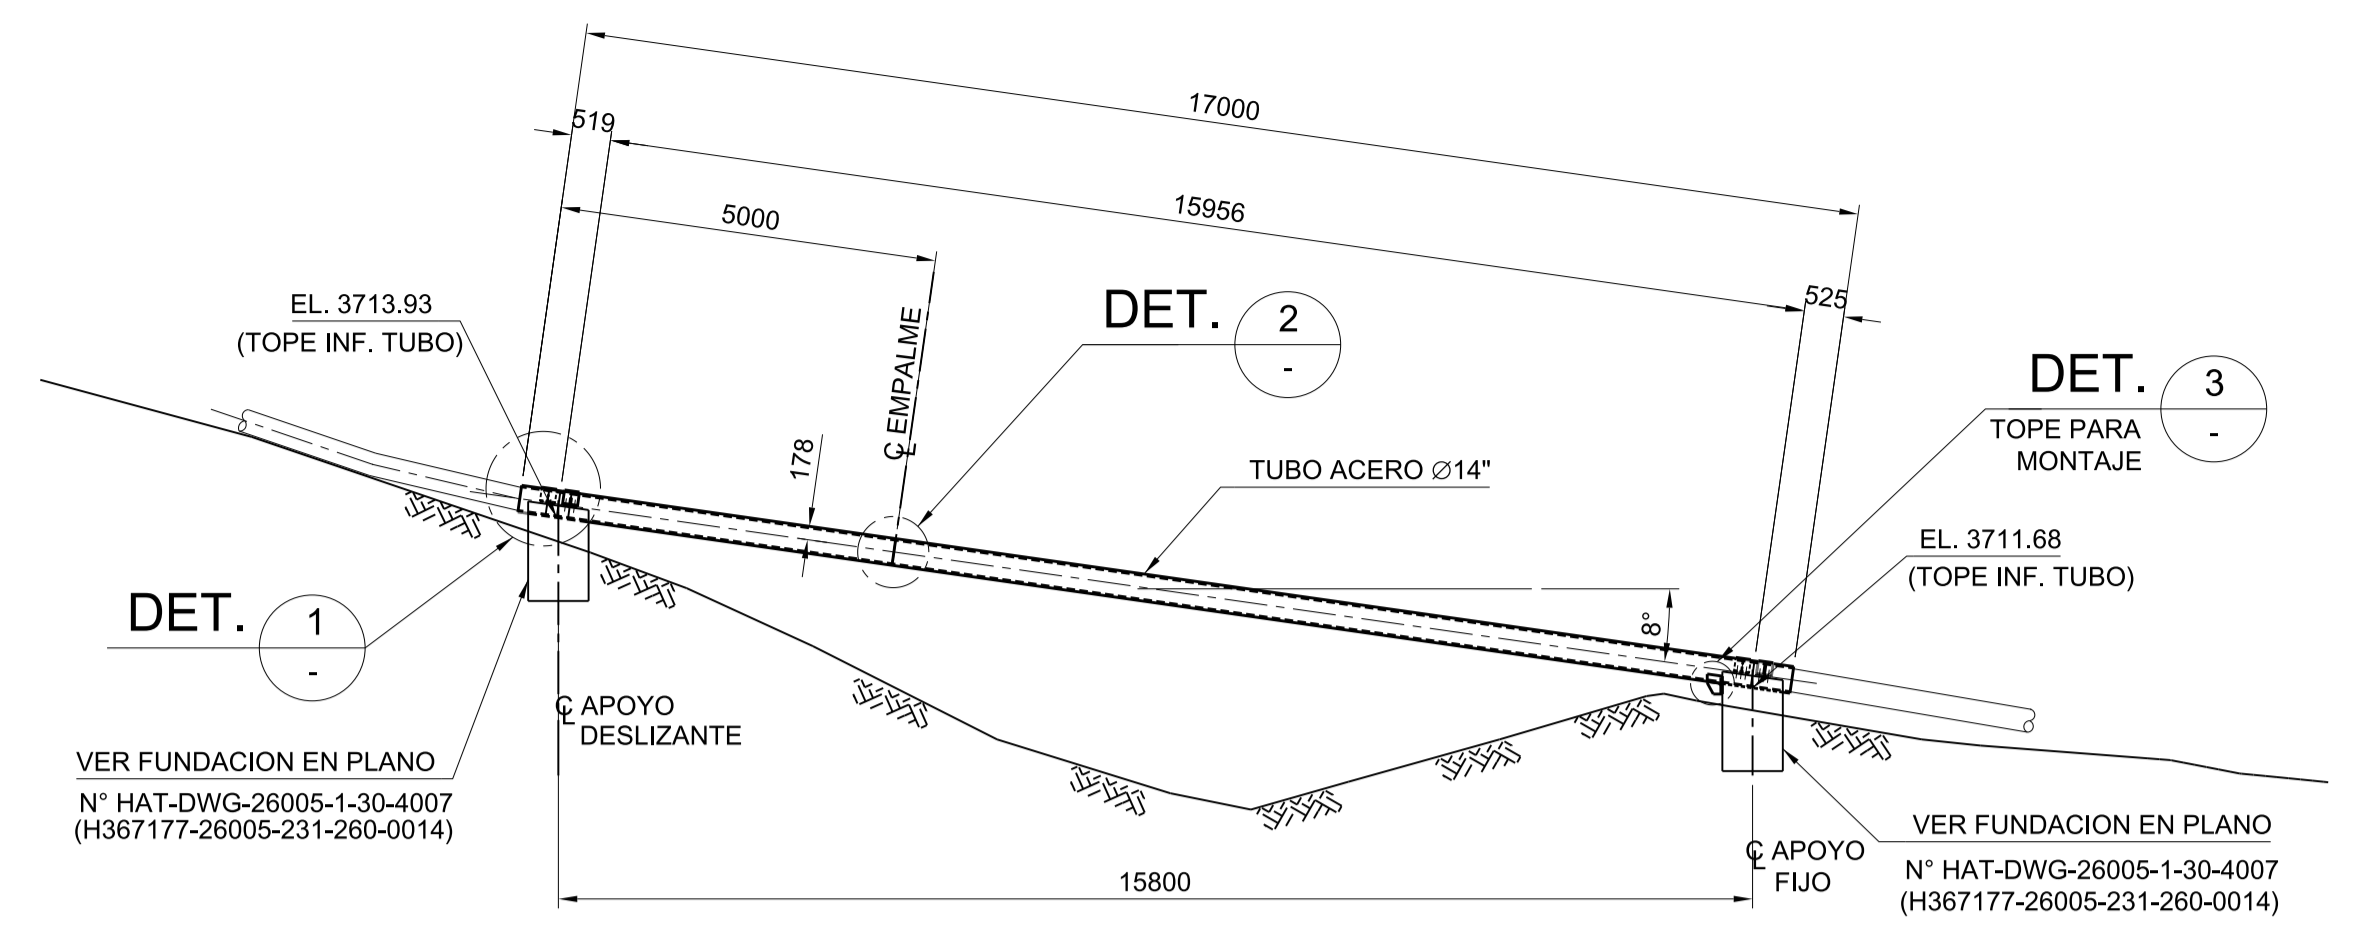 17000
519
15956
5000
525
EL. 3713.93
(TOPE INF. TUBO)
℄ EMPALME
178
DET. 2
-
DET. 3
-
TOPE PARA
MONTAJE
TUBO ACERO ∅14"
EL. 3711.68
(TOPE INF. TUBO)
8°
DET. 1
-
℄ APOYO
DESLIZANTE
VER FUNDACION EN PLANO
N° HAT-DWG-26005-1-30-4007
(H367177-26005-231-260-0014)
15800
℄ APOYO
FIJO
VER FUNDACION EN PLANO
N° HAT-DWG-26005-1-30-4007
(H367177-26005-231-260-0014)